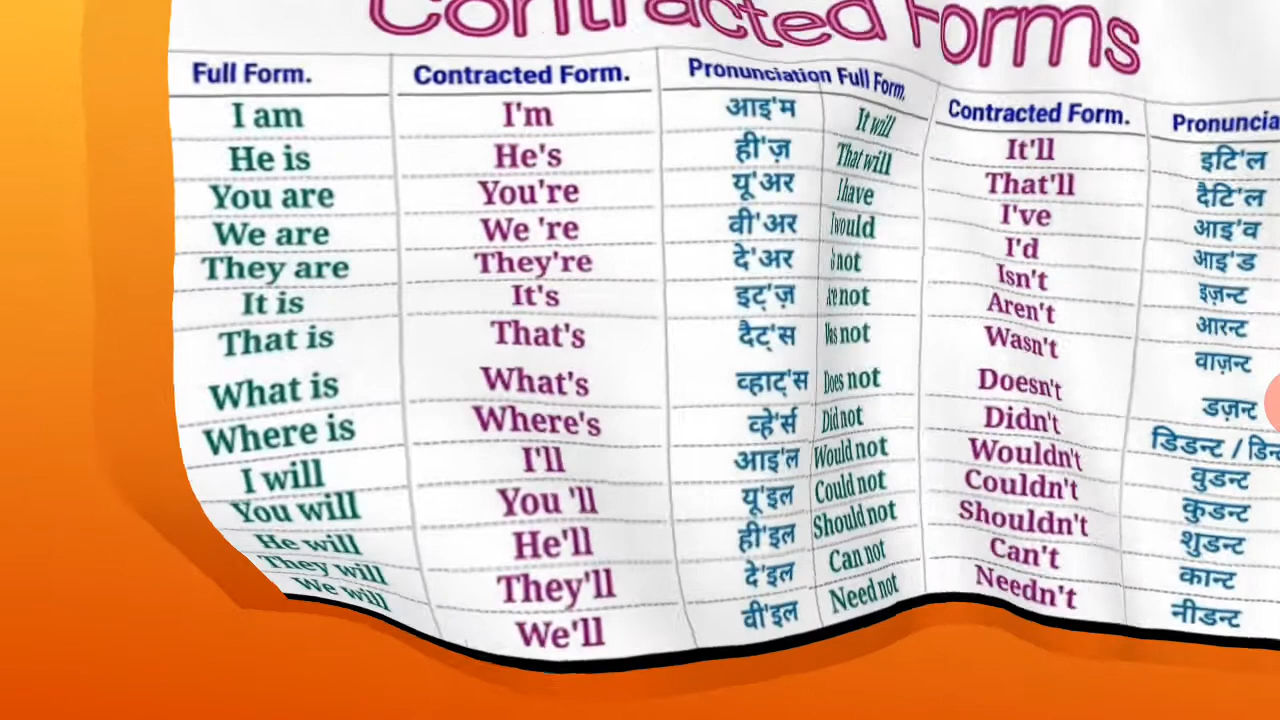 Contracted Forms
Full Form. Contracted Form. Pronunciation Full Form. Contracted Form.
I am I'm आइ'म It will It'll इटि'ल
He is He's ही'ज़ That will That'll दैटि'ल
You are You're यू'अर I have I've आइ'व
We are We 're वी'अर I would I'd आइ'ड
They are They're दे'अर is not Isn't इज़न्ट
It is It's इट्'ज़ Are not Aren't आरन्ट
That is That's दैट्'स Was not Wasn't वाज़न्ट
What is What's व्हाट्'स Does not Doesn't डज़न्ट
Where is Where's व्हे'र्स Did not Didn't डिडन्ट /
I will I'll आइ'ल Would not Wouldn't वुडन्ट
You will You 'll यू'इल Could not Couldn't कुडन्ट
He will He'll ही'इल Should not Shouldn't शुडन्ट
They will They'll दे'इल Can not Can't कान्ट
We will We'll वी'इल Need not Needn't नीडन्ट